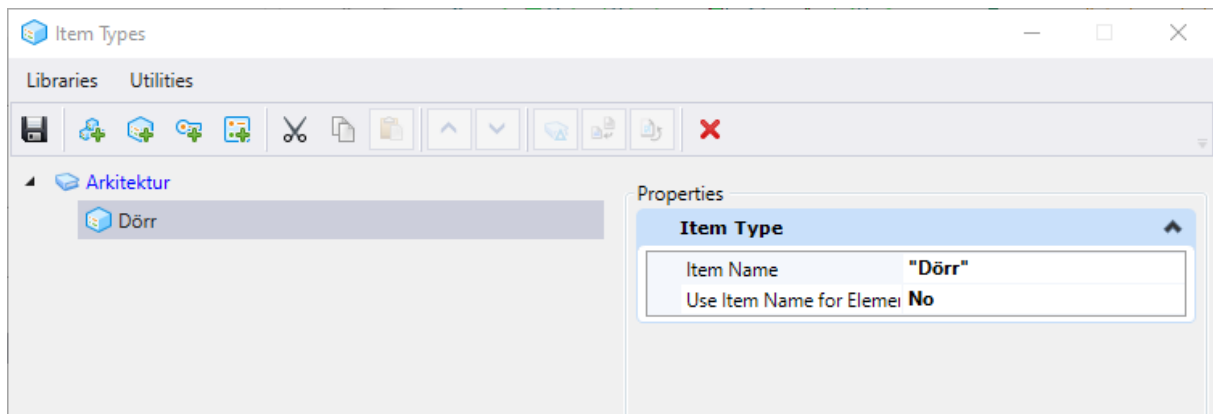 Item Types
Libraries Utilities
Arkitektur
Dörr
Properties
Item Type
Item Name "Dörr"
Use Item Name for Elemer No